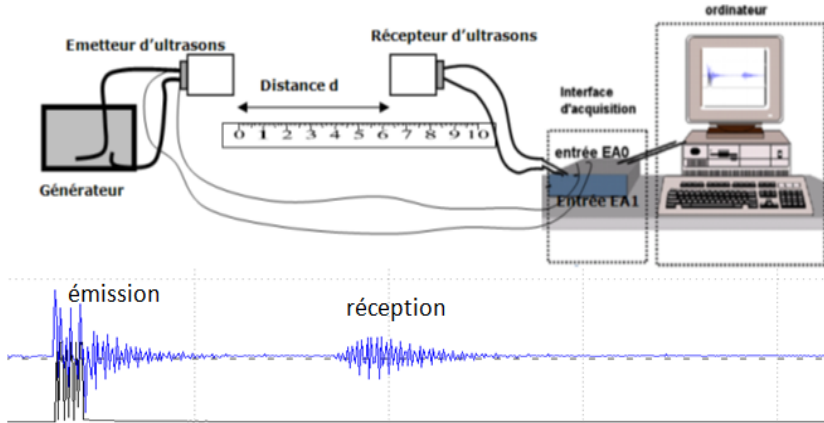 ordinateur
Emetteur d'ultrasons
Récepteur d'ultrasons
Distance d
Interface
d'acquisition
0 1 2 3 4 5 6 7 8 9 10
entrée EA0
Générateur
Entrée EA1
émission
réception